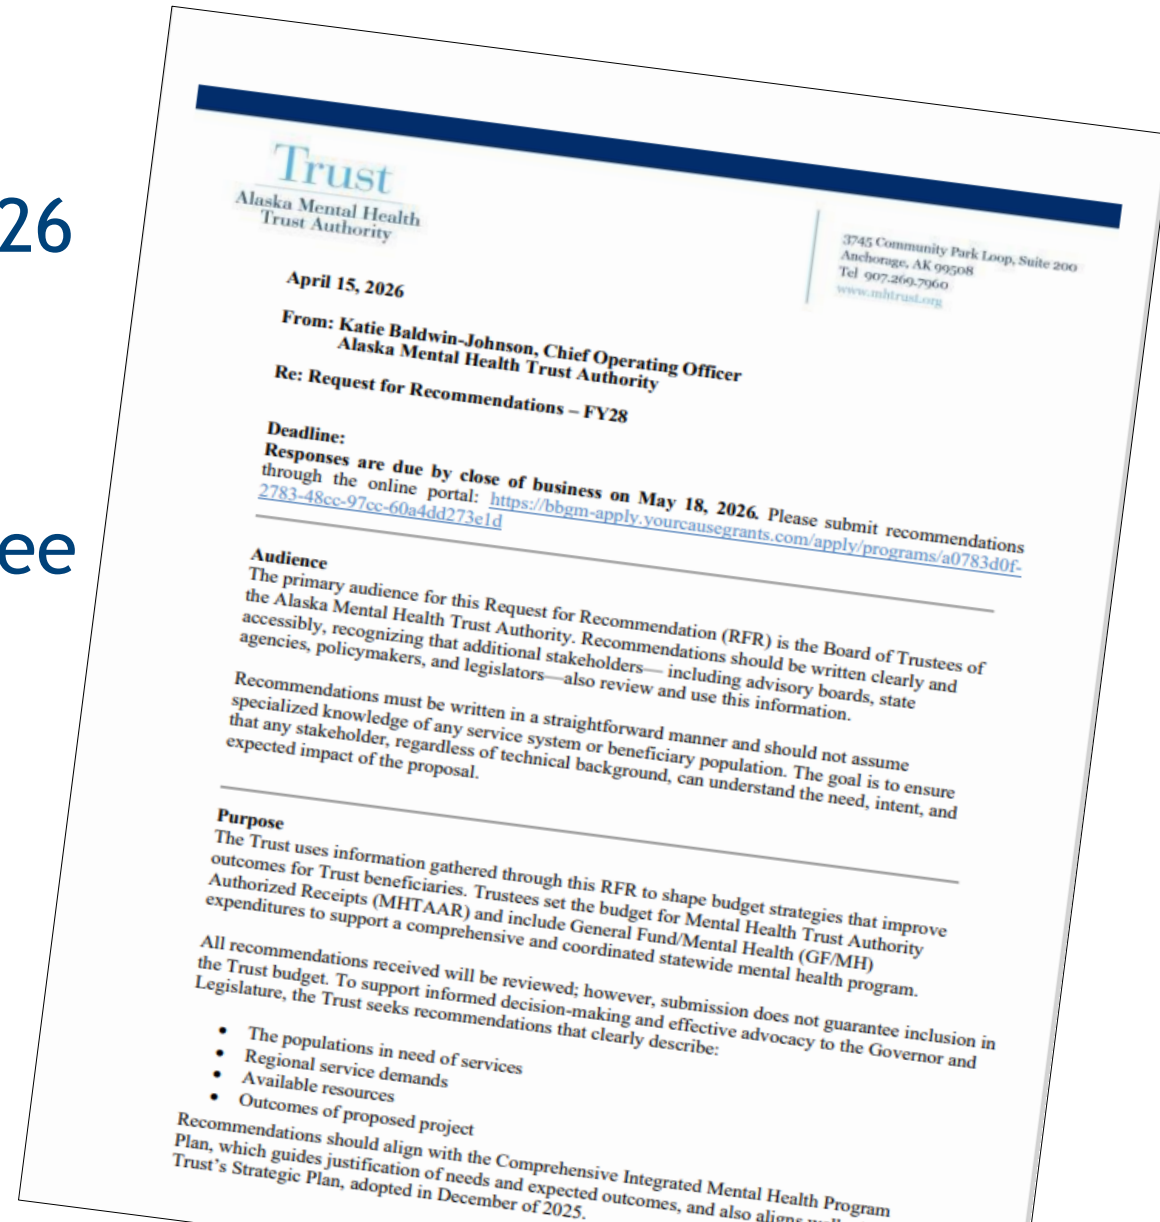 26
ee
Trust
Alaska Mental Health
Trust Authority
3745 Community Park Loop, Suite 200
Anchorage, AK 99508
Tel 907.269.7960
www.mhtrust.org
April 15, 2026
From: Katie Baldwin-Johnson, Chief Operating Officer
Alaska Mental Health Trust Authority
Re: Request for Recommendations – FY28
Deadline:
Responses are due by close of business on May 18, 2026. Please submit recommendations
through the online portal: https://bbgm-apply.yourcausegrants.com/apply/programs/a0783d0f-
2783-48cc-97cc-60a4dd273e1d
Audience
The primary audience for this Request for Recommendation (RFR) is the Board of Trustees of
the Alaska Mental Health Trust Authority. Recommendations should be written clearly and
accessibly, recognizing that additional stakeholders— including advisory boards, state
agencies, policymakers, and legislators—also review and use this information.
Recommendations must be written in a straightforward manner and should not assume
specialized knowledge of any service system or beneficiary population. The goal is to ensure
that any stakeholder, regardless of technical background, can understand the need, intent, and
expected impact of the proposal.
Purpose
The Trust uses information gathered through this RFR to shape budget strategies that improve
outcomes for Trust beneficiaries. Trustees set the budget for Mental Health Trust Authority
Authorized Receipts (MHTAAR) and include General Fund/Mental Health (GF/MH)
expenditures to support a comprehensive and coordinated statewide mental health program.
All recommendations received will be reviewed; however, submission does not guarantee inclusion in
the Trust budget. To support informed decision-making and effective advocacy to the Governor and
Legislature, the Trust seeks recommendations that clearly describe:
• The populations in need of services
• Regional service demands
• Available resources
• Outcomes of proposed project
Recommendations should align with the Comprehensive Integrated Mental Health Program
Plan, which guides justification of needs and expected outcomes, and also aligns
Trust's Strategic Plan, adopted in December of 2025.